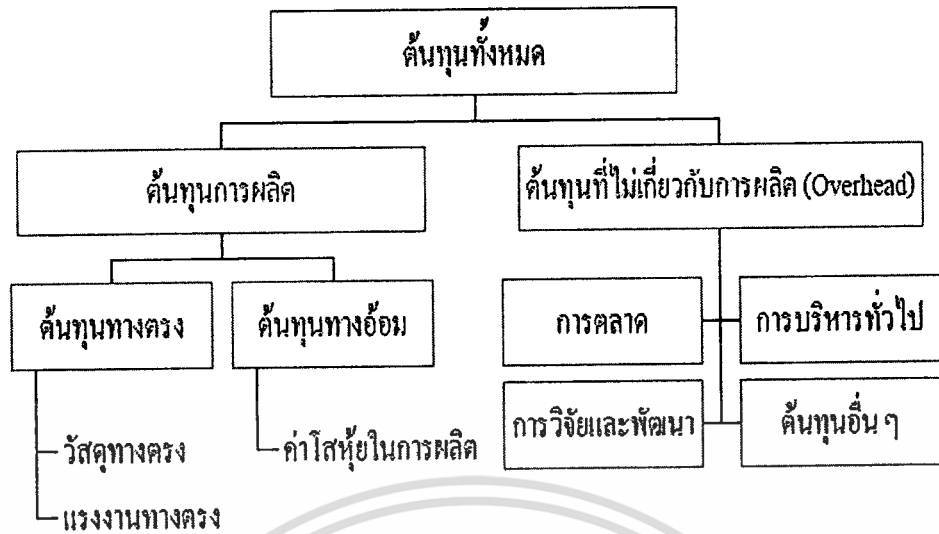 ต้นทุนทั้งหมด
ต้นทุนการผลิต
ต้นทุนที่ไม่เกี่ยวกับการผลิต (Overhead)
ต้นทุนทางตรง
ต้นทุนทางอ้อม
การตลาด
การบริหารทั่วไป
วัสดุทางตรง
ค่าโสหุ้ยในการผลิต
การวิจัยและพัฒนา
ต้นทุนอื่น ๆ
แรงงานทางตรง